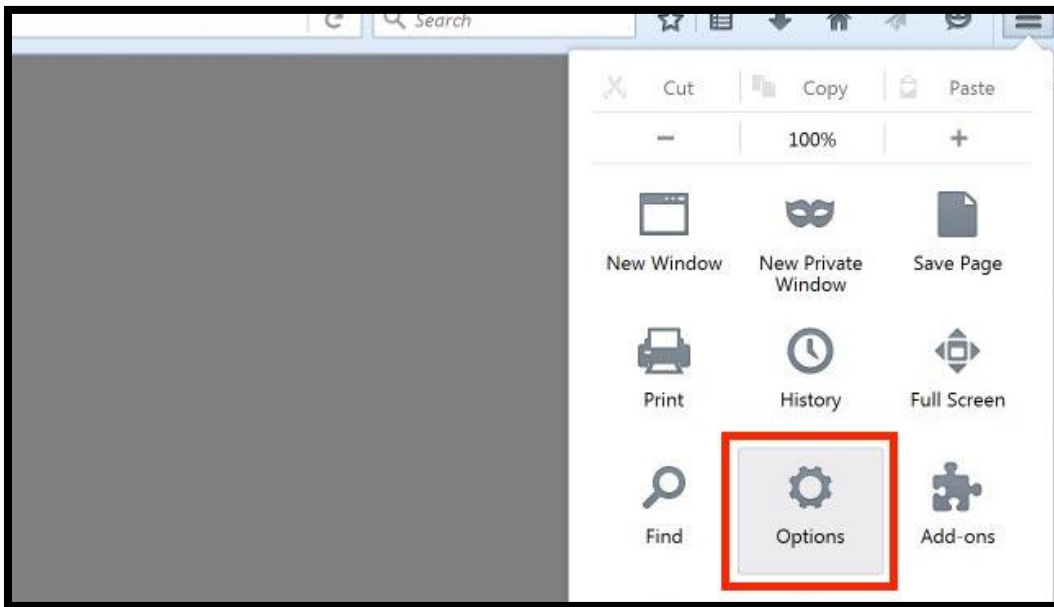 Search
Cut Copy Paste
100%
New Window New Private Window Save Page
Print History Full Screen
Find Options Add-ons